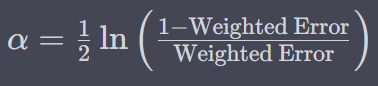 α = 1/2 ln (1−Weighted Error / Weighted Error)